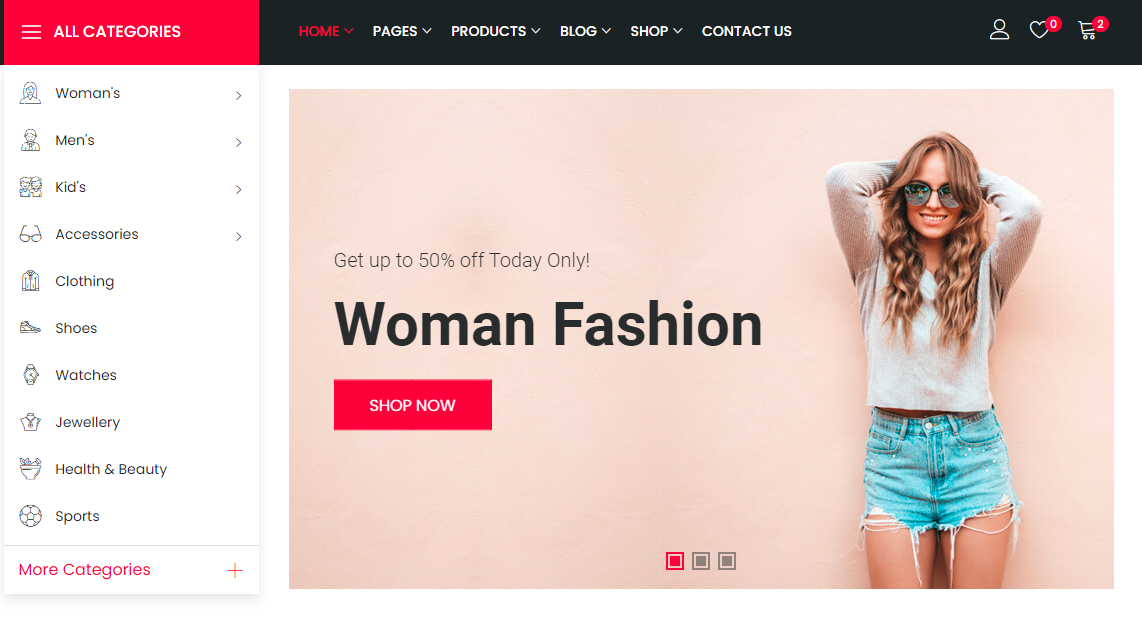 ALL CATEGORIES
HOME PAGES PRODUCTS BLOG SHOP CONTACT US
0
2
Woman's
Men's
Kid's
Accessories
Clothing
Shoes
Watches
Jewellery
Health & Beauty
Sports
More Categories
Get up to 50% off Today Only!
Woman Fashion
SHOP NOW